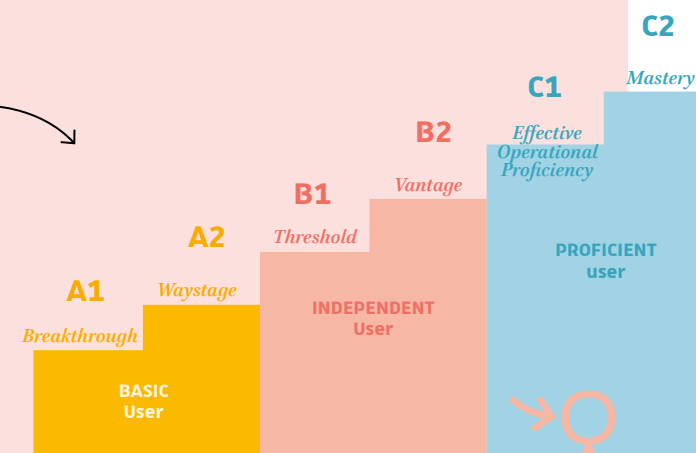 A1
Breakthrough
A2
Waystage
BASIC
User
B1
Threshold
B2
Vantage
INDEPENDENT
User
C1
Effective
Operational
Proficiency
C2
Mastery
PROFICIENT
user